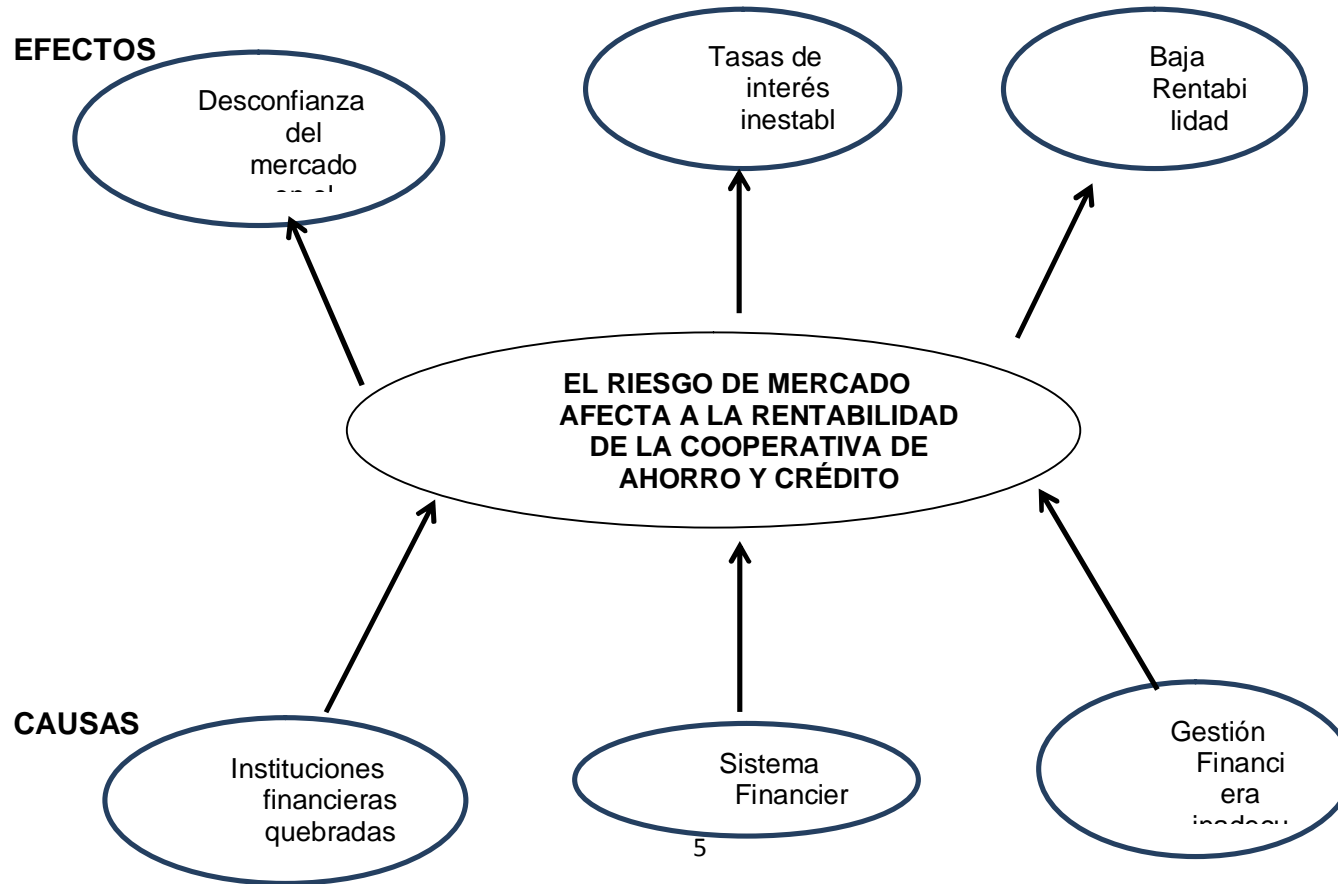 EFECTOS
Desconfianza
del
mercado
Tasas de
interés
inestabl
Baja
Rentabi
lidad
EL RIESGO DE MERCADO
AFECTA A LA RENTABILIDAD
DE LA COOPERATIVA DE
AHORRO Y CRÉDITO
CAUSAS
Instituciones
financieras
quebradas
Sistema
Financier
Gestión
Financi
era
5